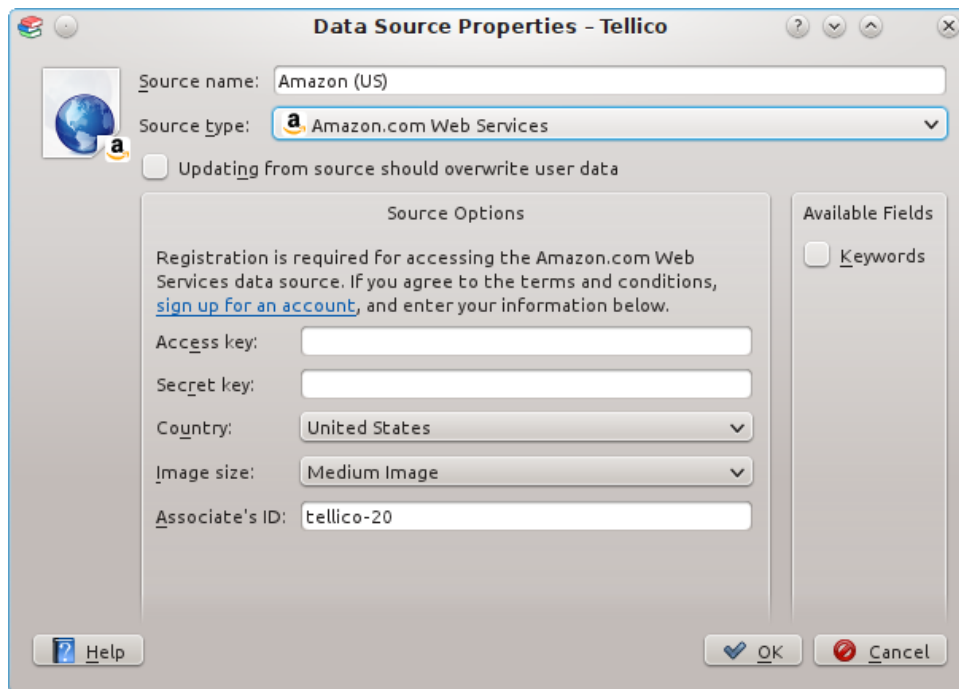 Data Source Properties – Tellico
Source name: Amazon (US)
Source type: Amazon.com Web Services
Updating from source should overwrite user data
Source Options
Available Fields
Registration is required for accessing the Amazon.com Web
Services data source. If you agree to the terms and conditions,
sign up for an account, and enter your information below.
Keywords
Access key:
Secret key:
Country: United States
Image size: Medium Image
Associate's ID: tellico-20
Help
OK
Cancel